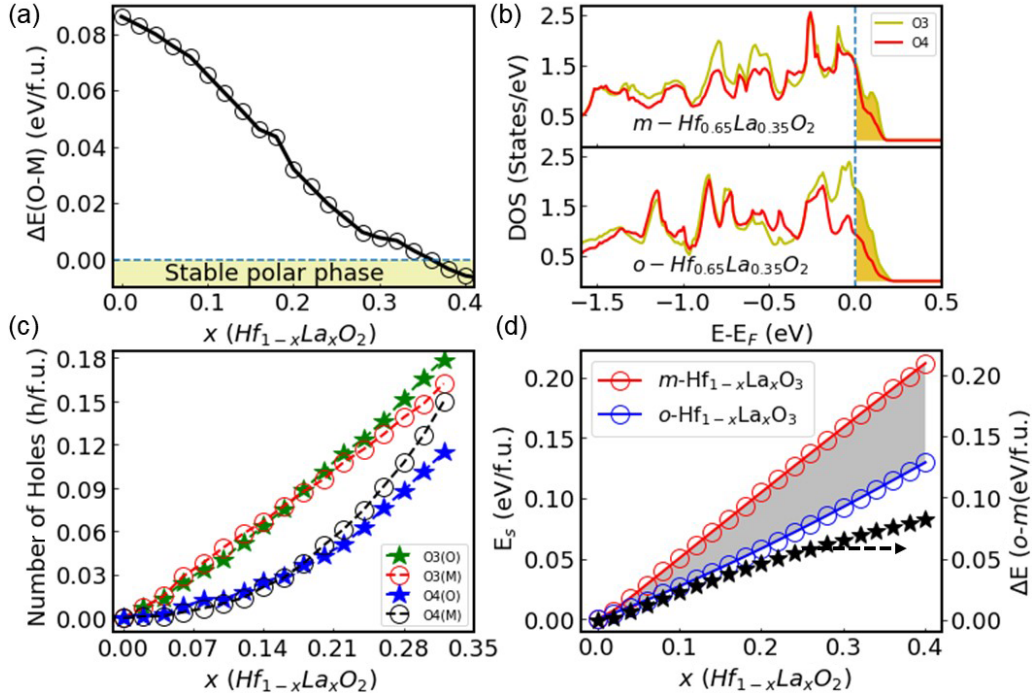 (a)
ΔE(O-M) (eV/f.u.)
0.08
0.06
0.04
0.02
0.00
Stable polar phase
0.0 0.1 0.2 0.3 0.4
x (Hf1−xLaxO2)
(b)
DOS (States/eV)
2.5
1.5
0.5
2.5
1.5
0.5
O3
O4
m−Hf0.65La0.35O2
o−Hf0.65La0.35O2
−1.5 −1.0 −0.5 0.0 0.5
E-EF (eV)
(c)
Number of Holes (h/f.u.)
0.18
0.15
0.12
0.09
0.06
0.03
0.00
O3(O)
O3(M)
O4(O)
O4(M)
0.00 0.07 0.14 0.21 0.28 0.35
x (Hf1−xLaxO2)
(d)
Es (eV/f.u.)
0.20
0.15
0.10
0.05
0.00
m-Hf1−xLaxO3
o-Hf1−xLaxO3
0.20
0.15
0.10
0.05
0.00
ΔE (o-m(eV/f.u.)
0.0 0.1 0.2 0.3 0.4
x (Hf1−xLaxO2)